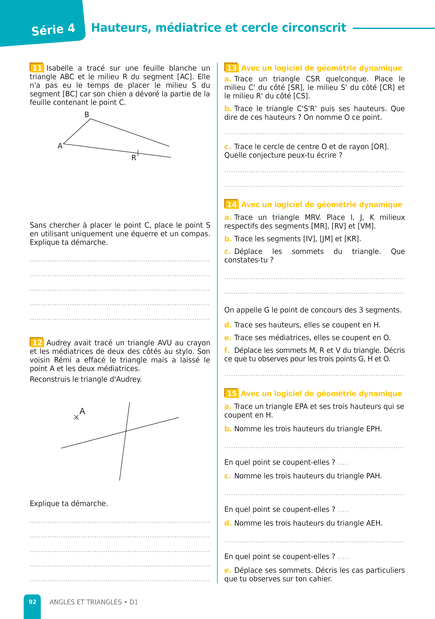 Série 4
Hauteurs, médiatrice et cercle circonscrit
11 Isabelle a tracé sur une feuille blanche un
triangle ABC et le milieu R du segment [AC]. Elle
n'a pas eu le temps de placer le milieu S du
segment [BC] car son chien a dévoré la partie de la
feuille contenant le point C.
B
A
R
Sans chercher à placer le point C, place le point S
en utilisant uniquement une équerre et un compas.
Explique ta démarche.
12 Audrey avait tracé un triangle AVU au crayon
et les médiatrices de deux des côtés au stylo. Son
voisin Rémi a effacé le triangle mais a laissé le
point A et les deux médiatrices.
Reconstruis le triangle d'Audrey.
A
Explique ta démarche.
13 Avec un logiciel de géométrie dynamique
a. Trace un triangle CSR quelconque. Place le
milieu C' du côté [SR], le milieu S' du côté [CR] et
le milieu R' du côté [CS].
b. Trace le triangle C'S'R' puis ses hauteurs. Que
dire de ces hauteurs ? On nomme O ce point.
c. Trace le cercle de centre O et de rayon [OR].
Quelle conjecture peux-tu écrire ?
14 Avec un logiciel de géométrie dynamique
a. Trace un triangle MRV. Place I, J, K milieux
respectifs des segments [MR], [RV] et [VM].
b. Trace les segments [IV], [JM] et [KR].
c. Déplace les sommets du triangle. Que
constates-tu ?
On appelle G le point de concours des 3 segments.
d. Trace ses hauteurs, elles se coupent en H.
e. Trace ses médiatrices, elles se coupent en O.
f. Déplace les sommets M, R et V du triangle. Décris
ce que tu observes pour les trois points G, H et O.
15 Avec un logiciel de géométrie dynamique
a. Trace un triangle EPA et ses trois hauteurs qui se
coupent en H.
b. Nomme les trois hauteurs du triangle EPH.
En quel point se coupent-elles ? .....
c. Nomme les trois hauteurs du triangle PAH.
En quel point se coupent-elles ? .....
d. Nomme les trois hauteurs du triangle AEH.
En quel point se coupent-elles ? .....
e. Déplace ses sommets. Décris les cas particuliers
que tu observes sur ton cahier.
92 ANGLES ET TRIANGLES • D1